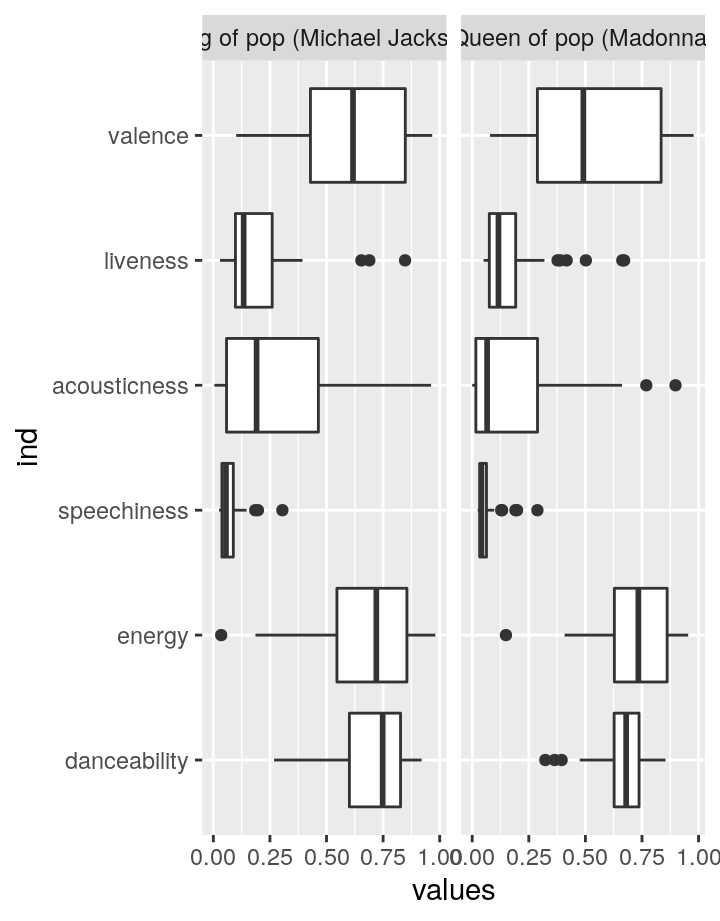 g of pop (Michael Jacks
Queen of pop (Madonna
valence
liveness
acousticness
speechiness
energy
danceability
ind
0.00 0.25 0.50 0.75 1.00
0.00 0.25 0.50 0.75 1.00
values